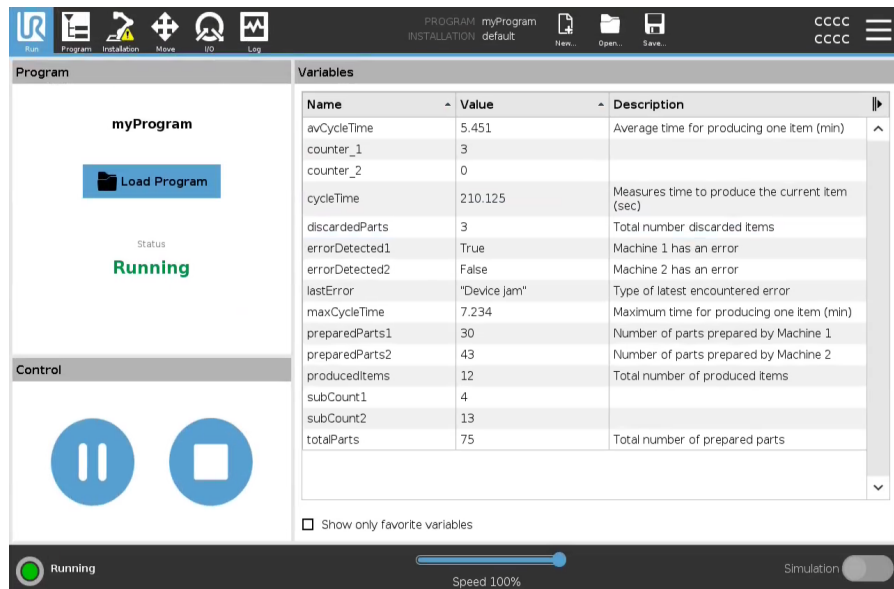 UR
Run
Program
Installation
Move
I/O
Log
PROGRAM myProgram
INSTALLATION default
New...
Open...
Save...
cccc
cccc
Program
myProgram
Load Program
Status
Running
Control
Variables
Name Value Description
avCycleTime 5.451 Average time for producing one item (min)
counter_1 3
counter_2 0
cycleTime 210.125 Measures time to produce the current item
(sec)
discardedParts 3 Total number discarded items
errorDetected1 True Machine 1 has an error
errorDetected2 False Machine 2 has an error
lastError "Device jam" Type of latest encountered error
maxCycleTime 7.234 Maximum time for producing one item (min)
preparedParts1 30 Number of parts prepared by Machine 1
preparedParts2 43 Number of parts prepared by Machine 2
producedItems 12 Total number of produced items
subCount1 4
subCount2 13
totalParts 75 Total number of prepared parts
Show only favorite variables
Running
Speed 100%
Simulation